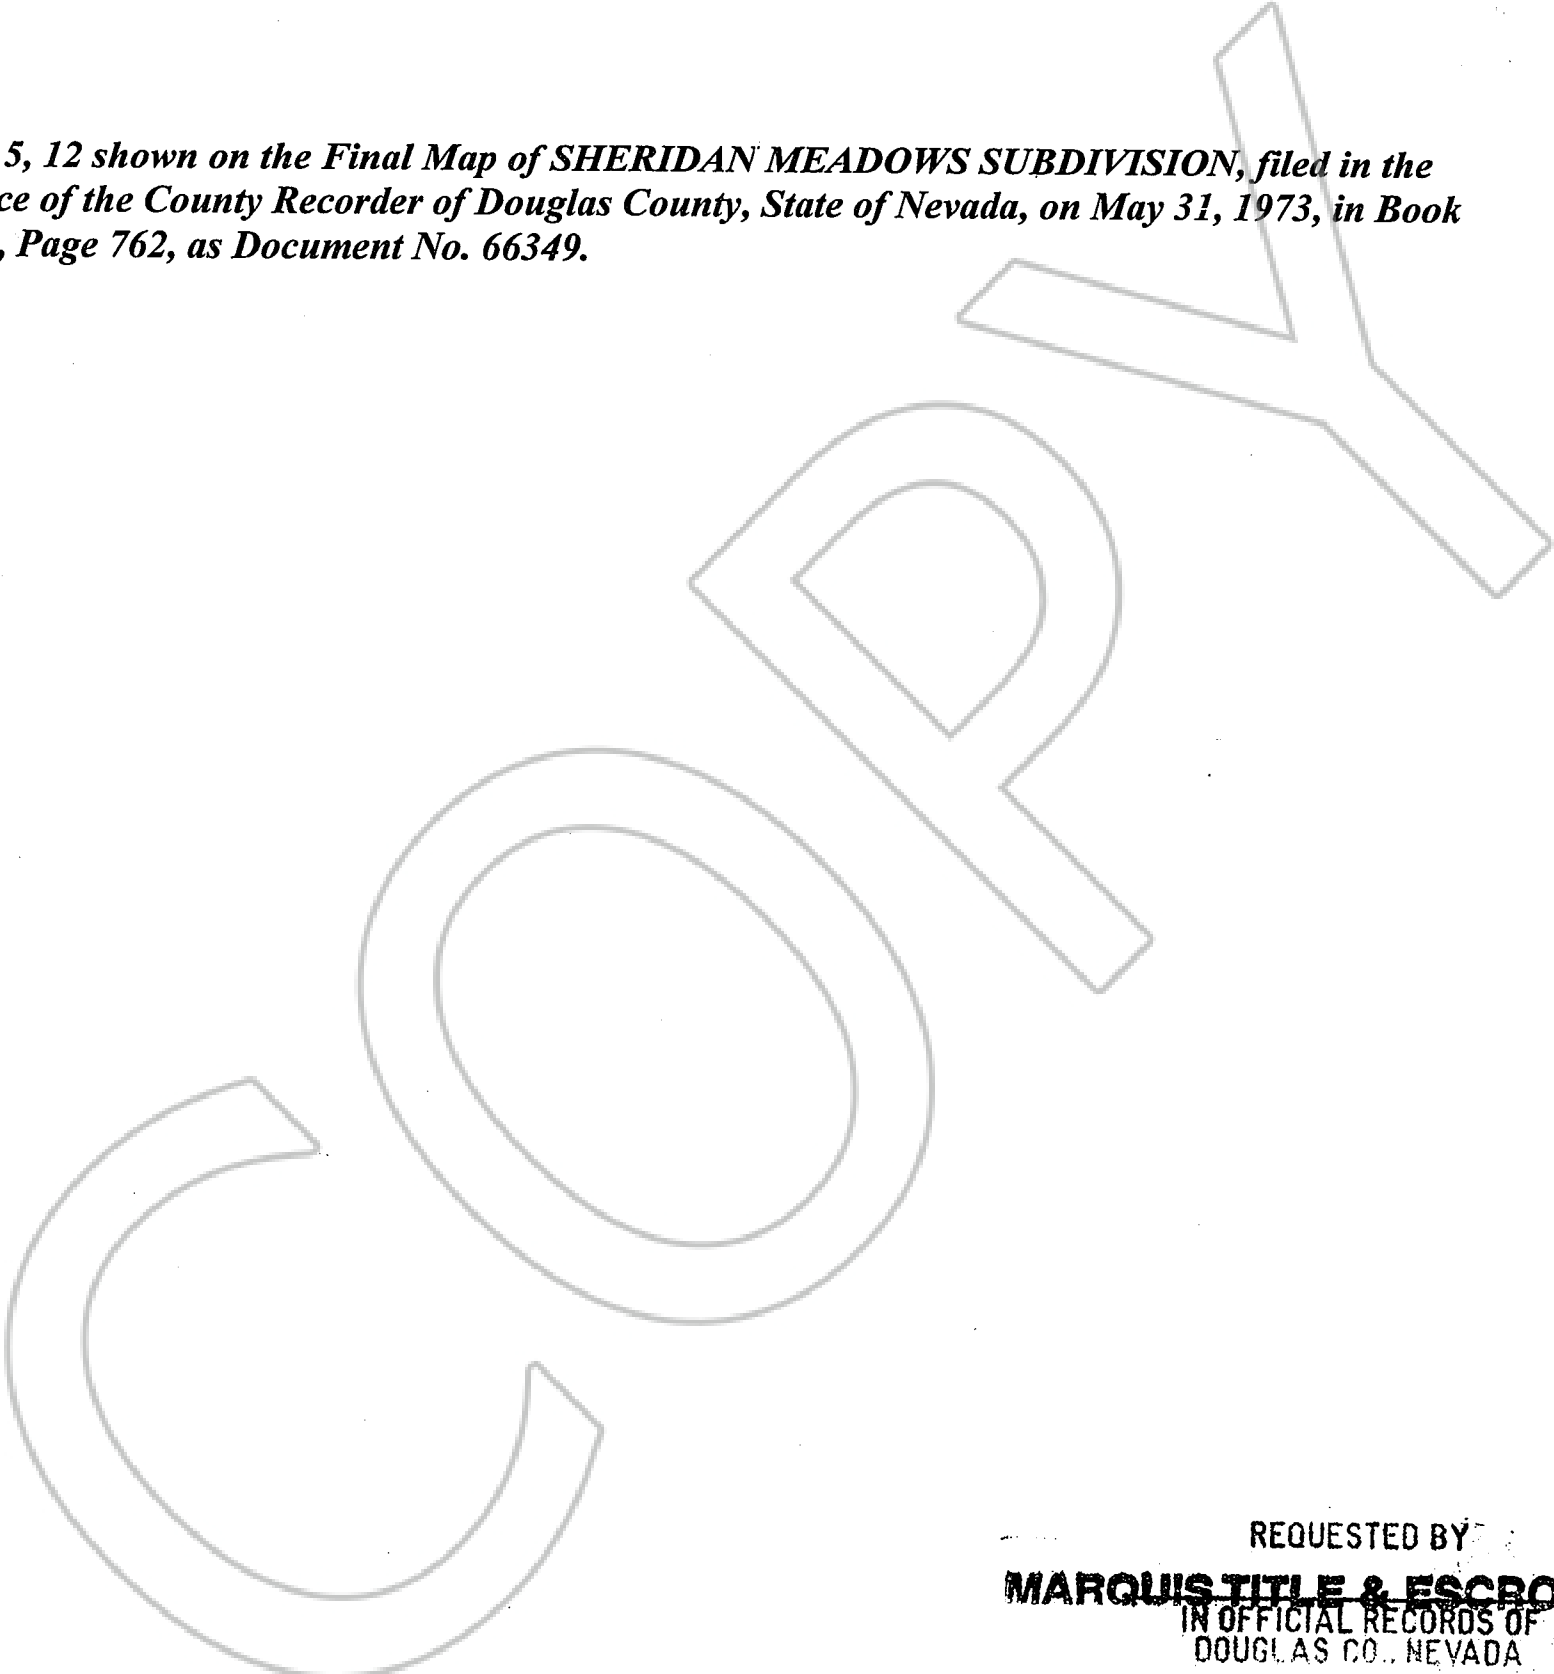 5, 12 shown on the Final Map of SHERIDAN MEADOWS SUBDIVISION, filed in the
ce of the County Recorder of Douglas County, State of Nevada, on May 31, 1973, in Book
, Page 762, as Document No. 66349.
COPY
REQUESTED BY
MARQUIS TITLE & ESCRO
IN OFFICIAL RECORDS OF
DOUGLAS CO., NEVADA